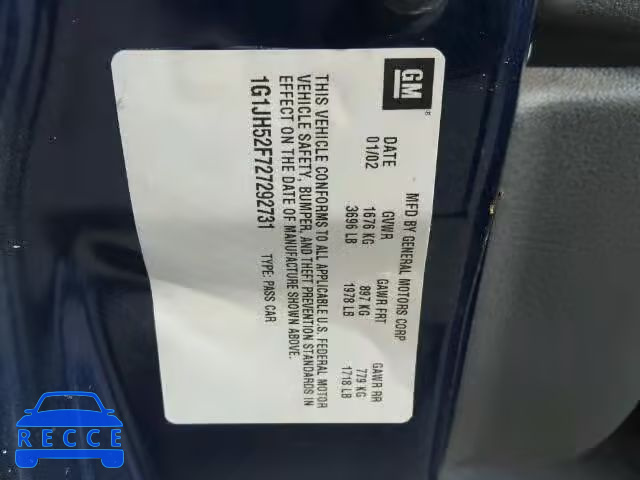 GM
®
MFD BY GENERAL MOTORS CORP
DATE GVWR GAWR FRT GAWR RR
01/02 1676 KG 897 KG 779 KG
3696 LB 1978 LB 1718 LB
THIS VEHICLE CONFORMS TO ALL APPLICABLE U.S. FEDERAL MOTOR
VEHICLE SAFETY, BUMPER, AND THEFT PREVENTION STANDARDS IN
EFFECT ON THE DATE OF MANUFACTURE SHOWN ABOVE.
1G1JH52F727292731 TYPE: PASS CAR
RECCE